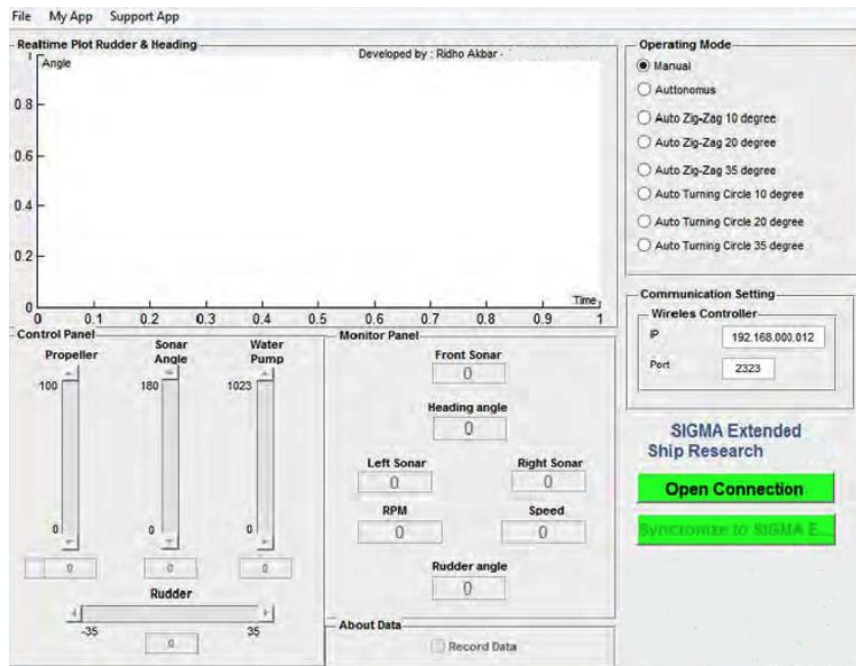 File My App Support App
Realtime Plot Rudder & Heading
Developed by : Ridho Akbar -
1
Angle
0.8
0.6
0.4
0.2
0
Time
0 0.1 0.2 0.3 0.4 0.5 0.6 0.7 0.8 0.9 1
Operating Mode
Manual
Auttonomus
Auto Zig-Zag 10 degree
Auto Zig-Zag 20 degree
Auto Zig-Zag 35 degree
Auto Turning Circle 10 degree
Auto Turning Circle 20 degree
Auto Turning Circle 35 degree
Communication Setting
Wireles Controller
IP 192.168.000.012
Port 2323
SIGMA Extended
Ship Research
Open Connection
Syncronize to SIGMA E...
Control Panel
Propeller
100
0
0
Sonar
Angle
180
0
0
Water
Pump
1023
0
0
Rudder
-35 35
0
Monitor Panel
Front Sonar
0
Heading angle
0
Left Sonar Right Sonar
0 0
RPM Speed
0 0
Rudder angle
0
About Data
Record Data